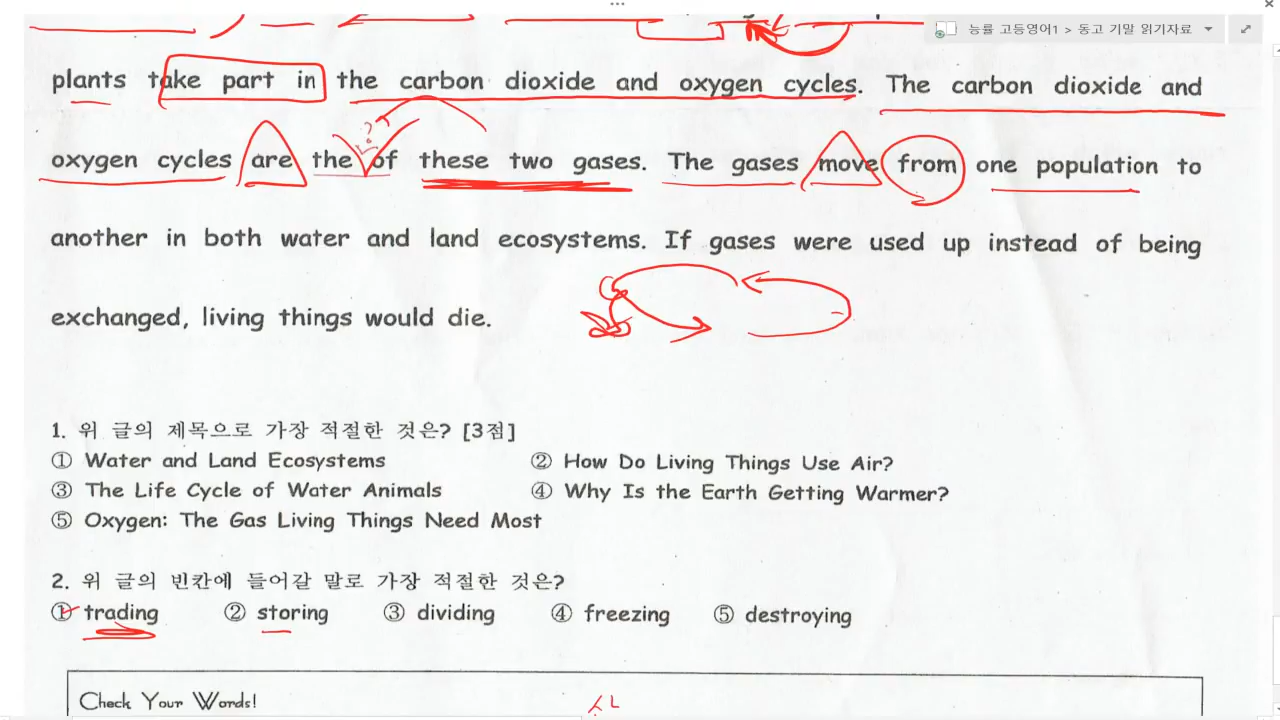 능률 고등영어1 > 동고 기말 읽기자료
plants take part in the carbon dioxide and oxygen cycles. The carbon dioxide and
oxygen cycles are the of these two gases. The gases move from one population to
another in both water and land ecosystems. If gases were used up instead of being
exchanged, living things would die.
1. 위 글의 제목으로 가장 적절한 것은? [3점]
① Water and Land Ecosystems ② How Do Living Things Use Air?
③ The Life Cycle of Water Animals ④ Why Is the Earth Getting Warmer?
⑤ Oxygen: The Gas Living Things Need Most
2. 위 글의 빈칸에 들어갈 말로 가장 적절한 것은?
① trading ② storing ③ dividing ④ freezing ⑤ destroying
Check Your Words!